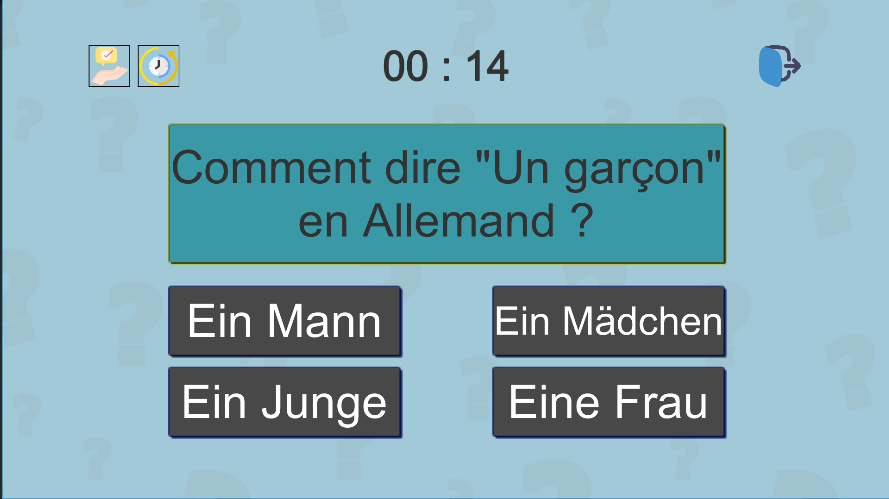 00 : 14
Comment dire "Un garçon"
en Allemand ?
Ein Mann
Ein Mädchen
Ein Junge
Eine Frau